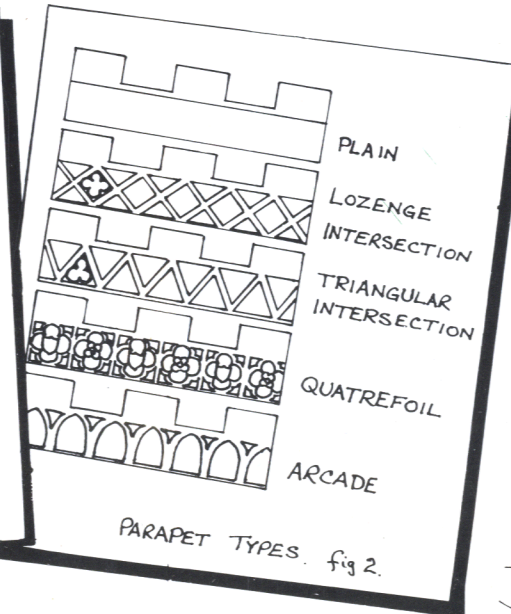 PLAIN
LOZENGE
INTERSECTION
TRIANGULAR
INTERSECTION
QUATREFOIL
ARCADE
PARAPET TYPES. fig 2.